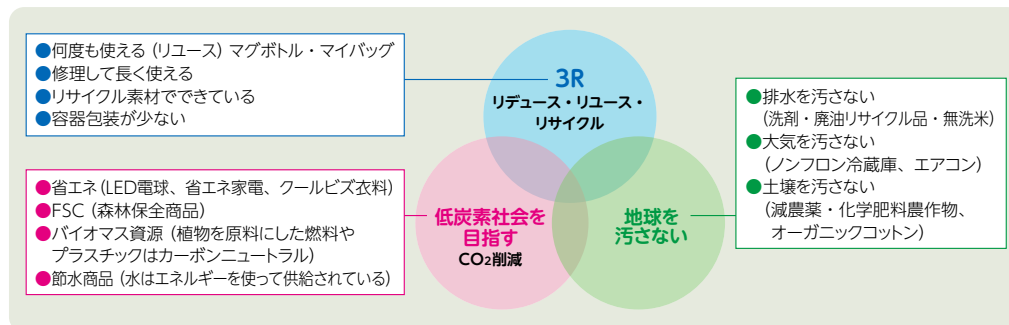 ●何度も使える（リユース）マグボトル・マイバッグ
●修理して長く使える
●リサイクル素材でできている
●容器包装が少ない
3R
リデュース・リユース・
リサイクル
●排水を汚さない
（洗剤・廃油リサイクル品・無洗米）
●大気を汚さない
（ノンフロン冷蔵庫、エアコン）
●土壌を汚さない
（減農薬・化学肥料農作物、
オーガニックコットン）
●省エネ（LED電球、省エネ家電、クールビズ衣料）
●FSC（森林保全商品）
●バイオマス資源（植物を原料にした燃料や
プラスチックはカーボンニュートラル）
●節水商品（水はエネルギーを使って供給されている）
低炭素社会を
目指す
CO2削減
地球を
汚さない